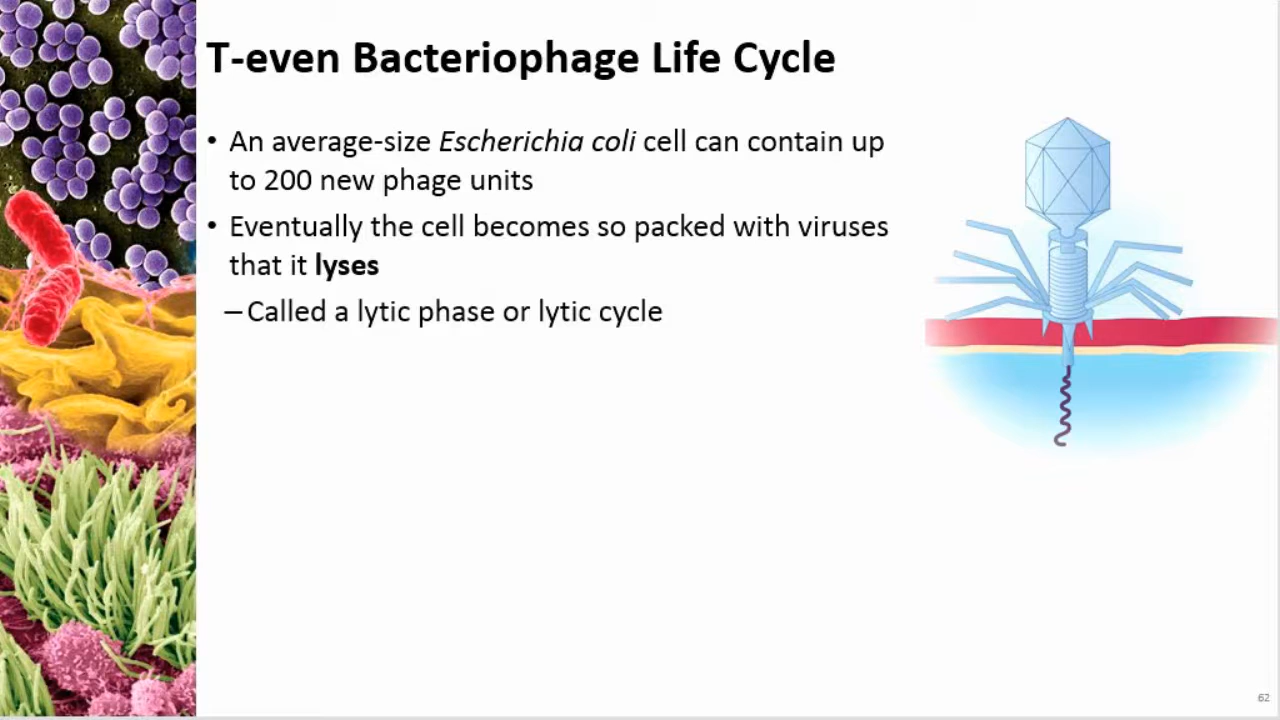 T-even Bacteriophage Life Cycle
• An average-size Escherichia coli cell can contain up
to 200 new phage units
• Eventually the cell becomes so packed with viruses
that it lyses
– Called a lytic phase or lytic cycle
62